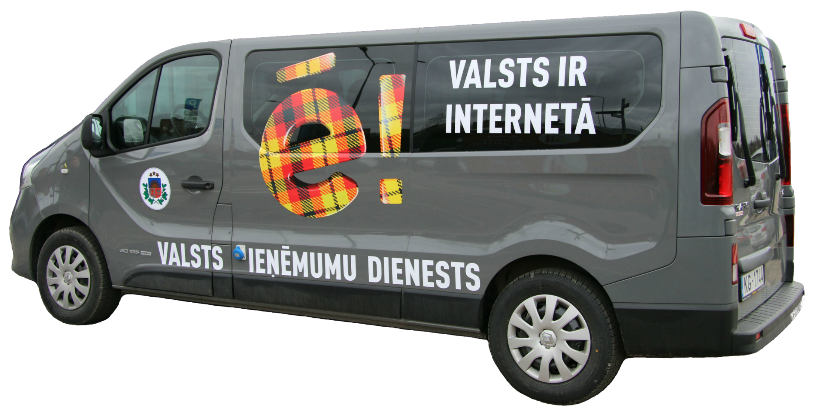 VALSTS IR
INTERNETĀ
ē!
VALSTS IEŅĒMUMU DIENESTS